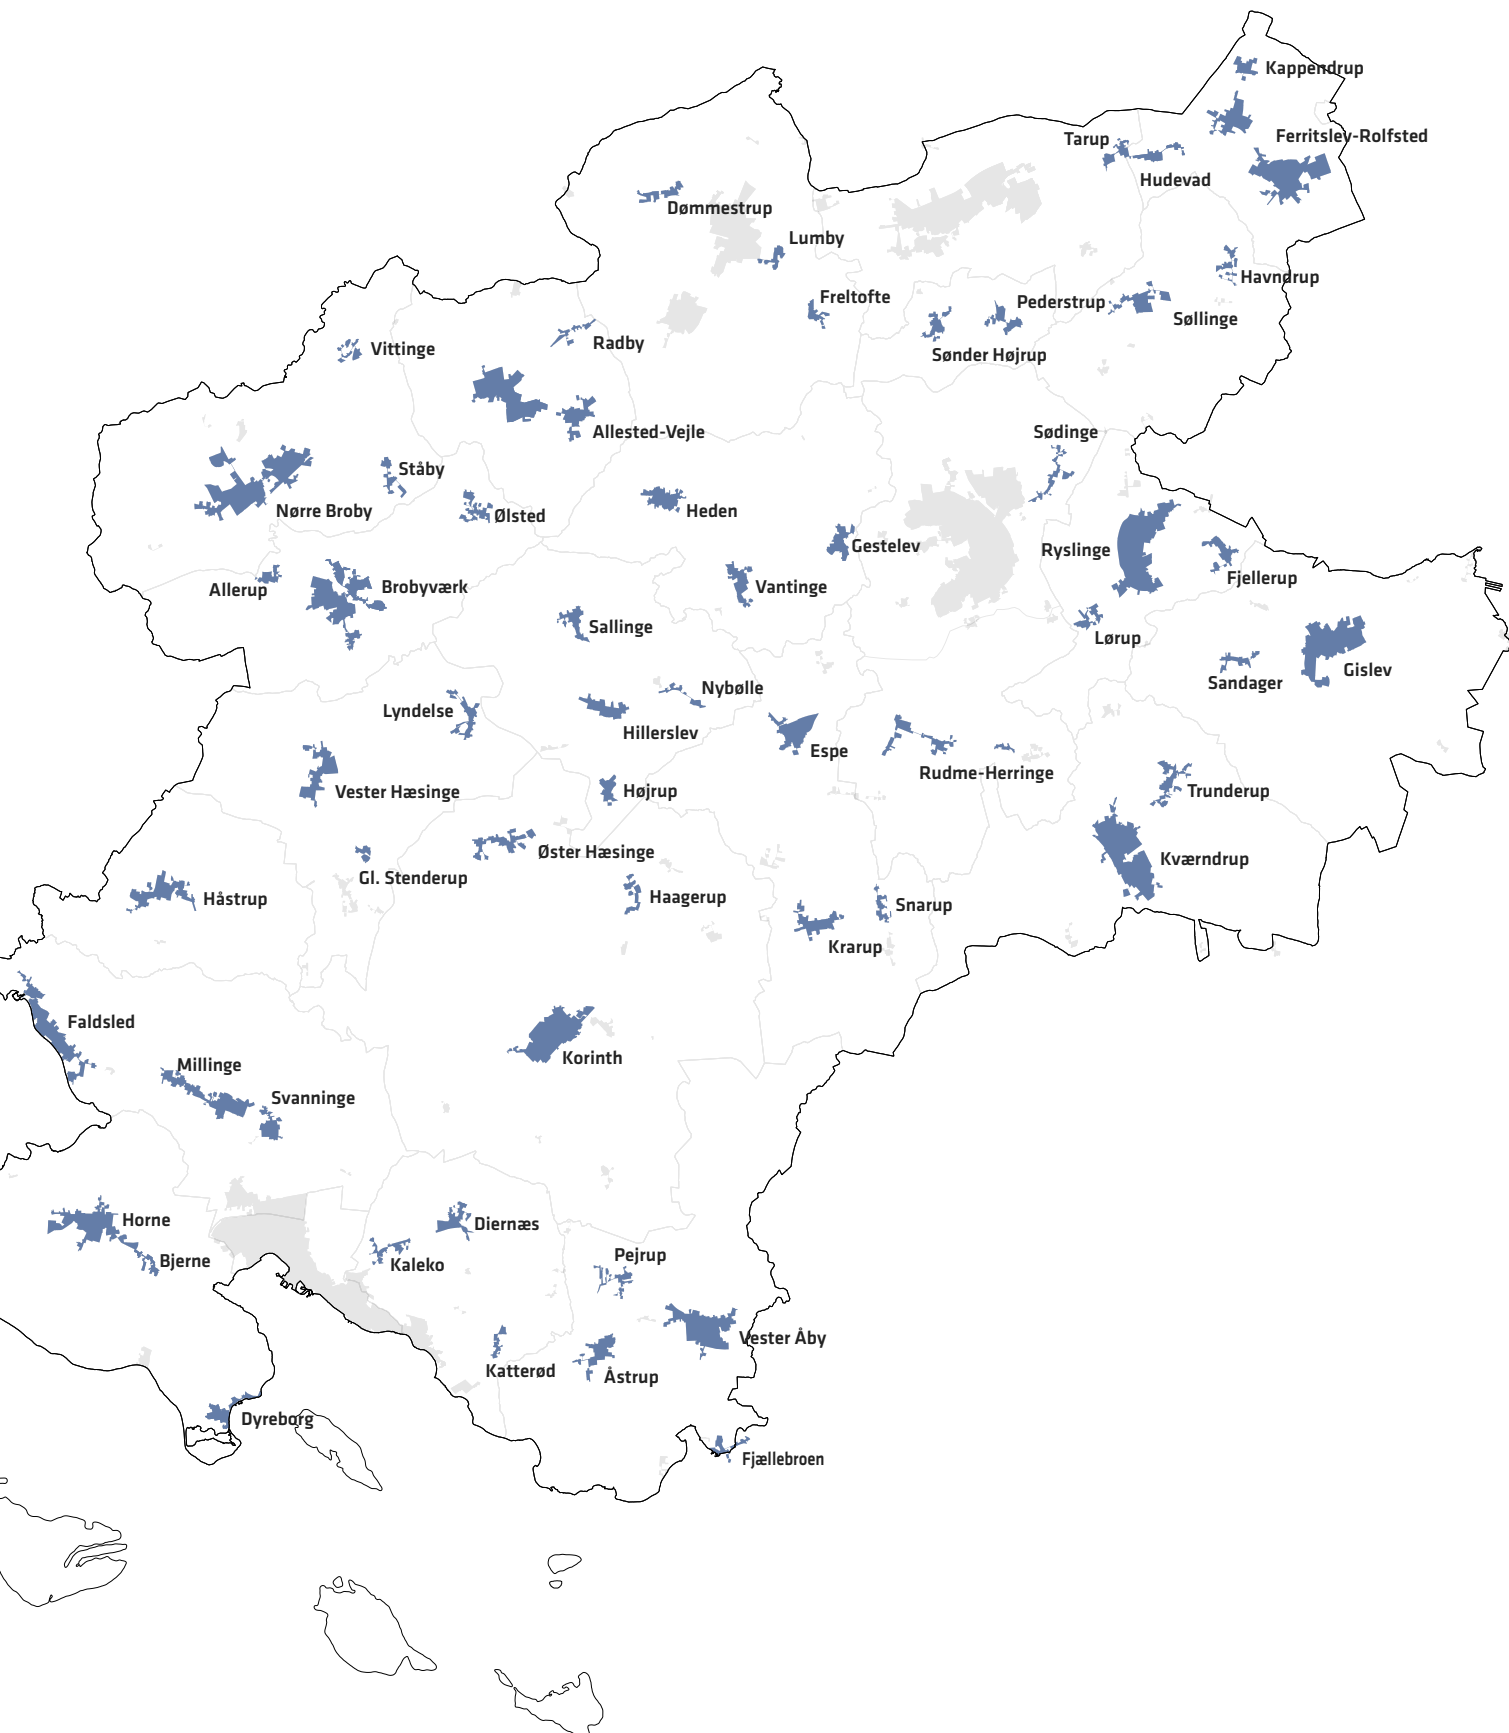 Kappendrup
Ferritslev-Rolfsted
Tarup
Hudevad
Dømmestrup
Lumby
Havndrup
Freltofte
Pederstrup
Søllinge
Radby
Sønder Højrup
Vittinge
Allested-Vejle
Sødinge
Ståby
Nørre Broby
Ølsted
Heden
Gestelev
Ryslinge
Fjellerup
Allerup
Brobyværk
Vantinge
Sallinge
Lørup
Gislev
Sandager
Nybølle
Lyndelse
Hillerslev
Espe
Rudme-Herringe
Vester Hæsinge
Højrup
Trunderup
Øster Hæsinge
Kværndrup
Gl. Stenderup
Håstrup
Haagerup
Snarup
Krarup
Faldsled
Korinth
Millinge
Svanninge
Horne
Diernæs
Bjerne
Kaleko
Pejrup
Vester Åby
Katterød
Åstrup
Dyreborg
Fjællebroen